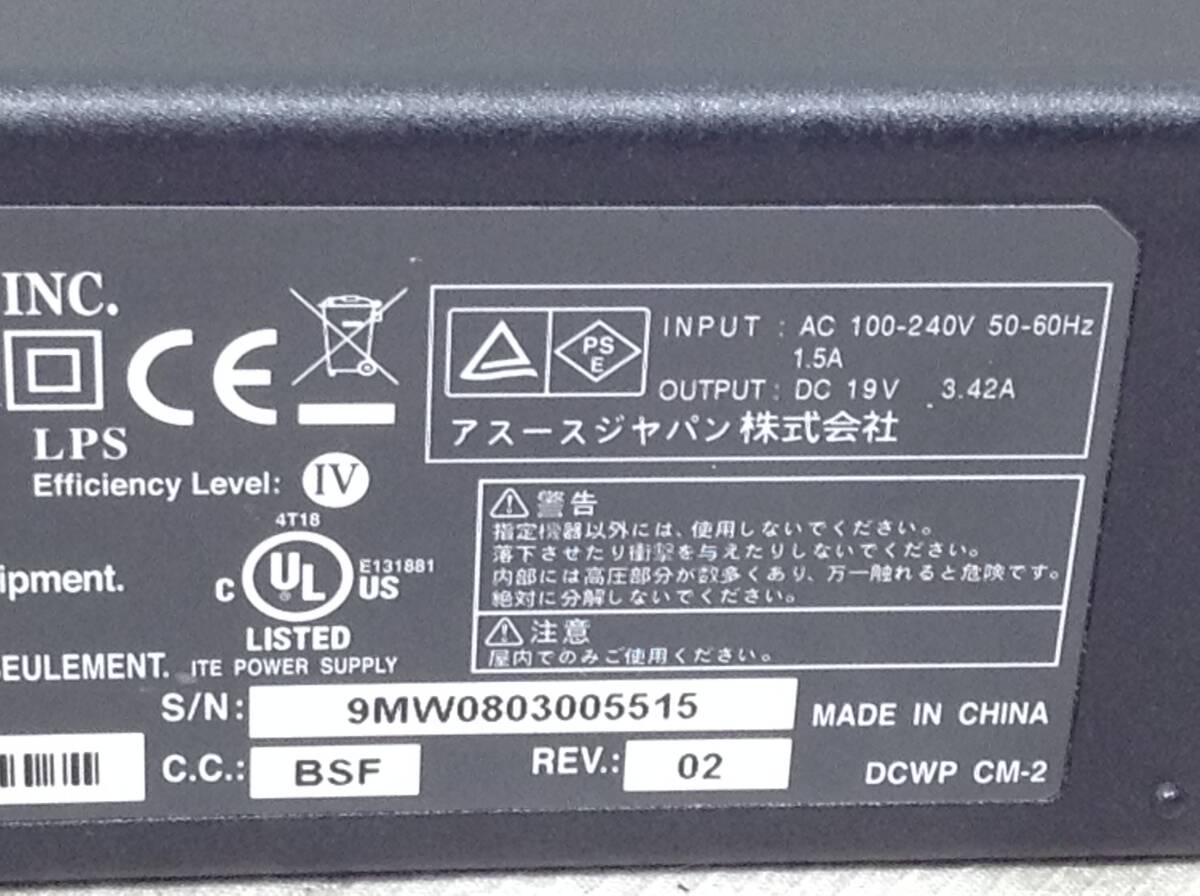 INC.
PS
E
INPUT : AC 100-240V 50-60Hz
1.5A
OUTPUT : DC 19V 3.42A
アスースジャパン株式会社
LPS
Efficiency Level: IV
警告
指定機器以外には、使用しないでください。
落下させたり衝撃を与えたりしないでください。
内部には高圧部分が数多くあり、万一触れると危険です。
絶対に分解しないでください。
注意
屋内でのみご使用ください。
4T18
C UL ® US
E131881
LISTED
ITE POWER SUPPLY
ipment.
SEULEMENT.
S/N: 9MW0803005515
MADE IN CHINA
C.C.: BSF
REV.: 02
DCWP CM-2